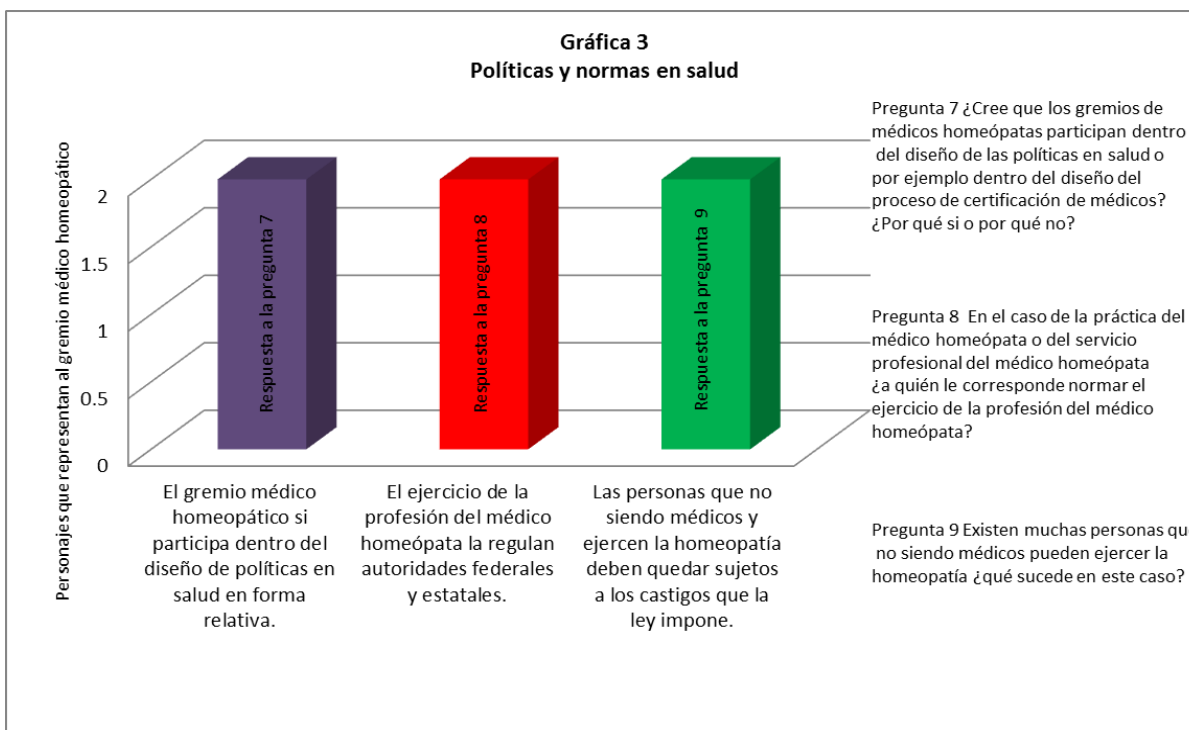 Gráfica 3
Políticas y normas en salud
Personajes que representan al gremio médico homeopático
2
1.5
1
0.5
0
Respuesta a la pregunta 7
Respuesta a la pregunta 8
Respuesta a la pregunta 9
El gremio médico
homeopático si
participa dentro del
diseño de políticas en
salud en forma
relativa.
El ejercicio de la
profesión del médico
homeópata la regulan
autoridades federales
y estatales.
Las personas que no
siendo médicos y
ejercen la homeopatía
deben quedar sujetos
a los castigos que la
ley impone.
Pregunta 7 ¿Cree que los gremios de
médicos homeópatas participan dentro
del diseño de las políticas en salud o
por ejemplo dentro del diseño del
proceso de certificación de médicos?
¿Por qué si o por qué no?
Pregunta 8 En el caso de la práctica del
médico homeópata o del servicio
profesional del médico homeópata
¿a quién le corresponde normar el
ejercicio de la profesión del médico
homeópata?
Pregunta 9 Existen muchas personas qu
no siendo médicos pueden ejercer la
homeopatía ¿qué sucede en este caso?